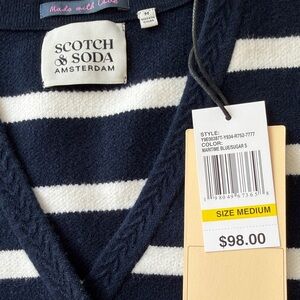 Made with Love
SCOTCH
& SODA
AMSTERDAM
M
STYLE:
COLOR:
MARITIME BLUE/SUGAR S
SIZE MEDIUM
$98.00